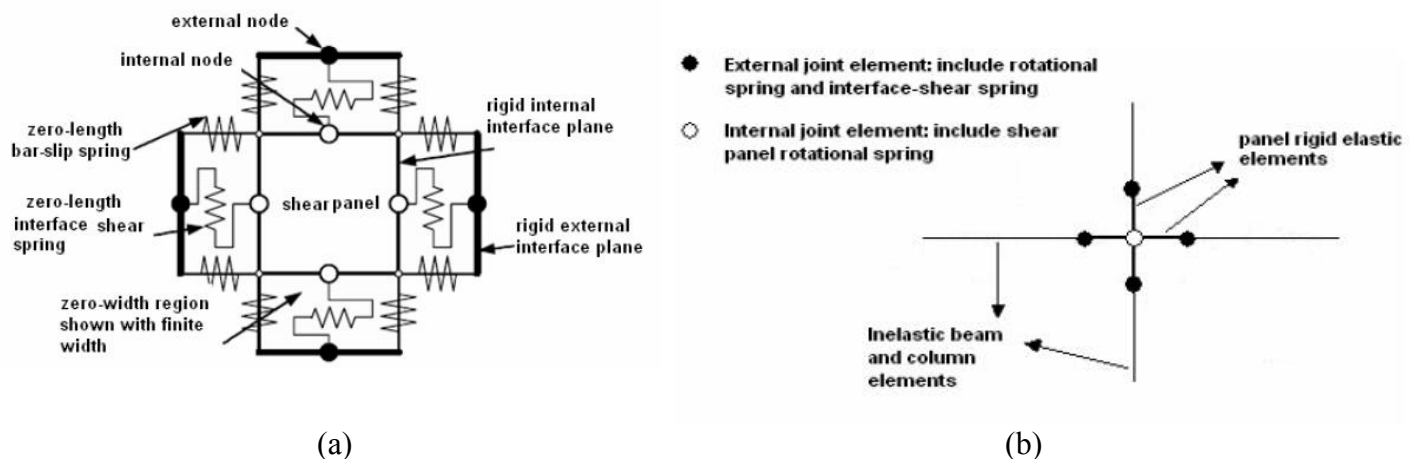 external node
internal node
zero-length
bar-slip spring
rigid internal
interface plane
zero-length
interface shear
spring
shear panel
rigid external
interface plane
zero-width region
shown with finite
width
(a)
External joint element: include rotational
spring and interface-shear spring
Internal joint element: include shear
panel rotational spring
panel rigid elastic
elements
Inelastic beam
and column
elements
(b)